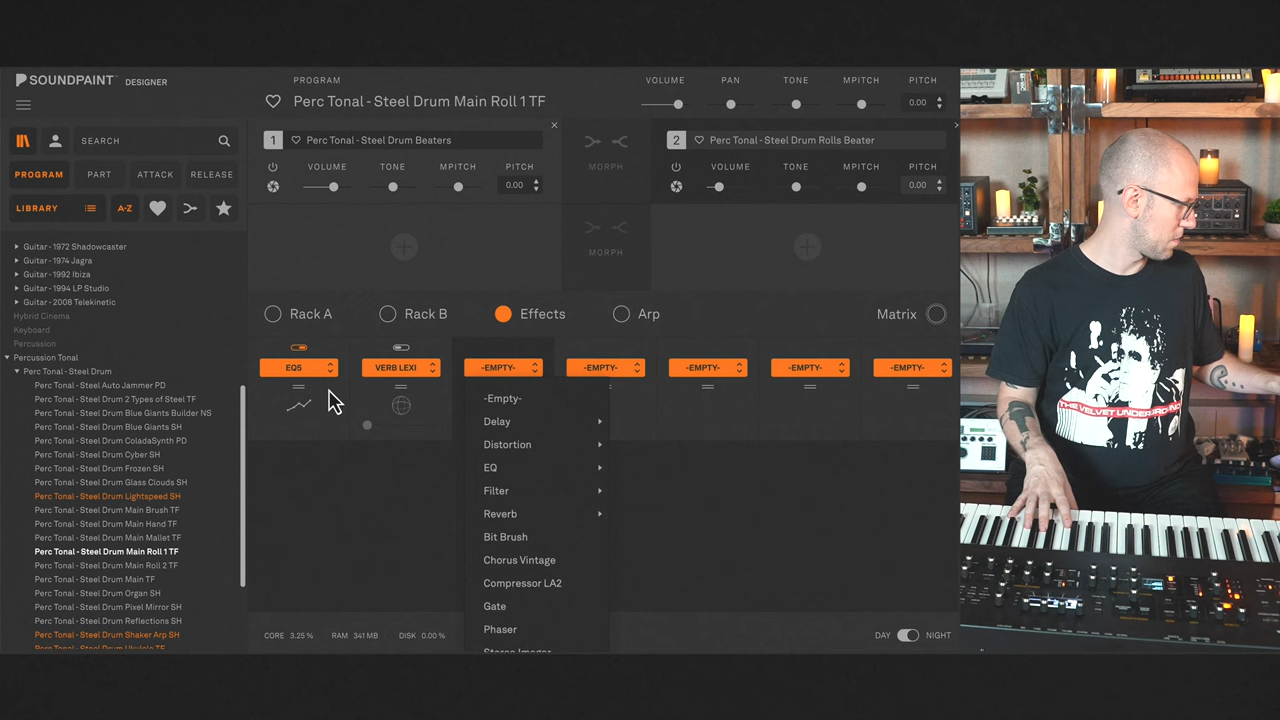 SOUNDPAINT™ DESIGNER
SEARCH
PROGRAM PART ATTACK RELEASE
LIBRARY A-Z
Guitar - 1972 Shadowcaster
Guitar - 1974 Jagra
Guitar - 1992 Ibiza
Guitar - 1994 LP Studio
Guitar - 2008 Telekinetic
Hybrid Cinema
Keyboard
Percussion
Percussion Tonal
Perc Tonal - Steel Drum
Perc Tonal - Steel Auto Jammer PD
Perc Tonal - Steel Drum 2 Types of Steel TF
Perc Tonal - Steel Drum Blue Giants Builder NS
Perc Tonal - Steel Drum Blue Giants SH
Perc Tonal - Steel Drum ColadaSynth PD
Perc Tonal - Steel Drum Cyber SH
Perc Tonal - Steel Drum Frozen SH
Perc Tonal - Steel Drum Glass Clouds SH
Perc Tonal - Steel Drum Lightspeed SH
Perc Tonal - Steel Drum Main Brush TF
Perc Tonal - Steel Drum Main Hand TF
Perc Tonal - Steel Drum Main Mallet TF
Perc Tonal - Steel Drum Main Roll 1 TF
Perc Tonal - Steel Drum Main Roll 2 TF
Perc Tonal - Steel Drum Main TF
Perc Tonal - Steel Drum Organ SH
Perc Tonal - Steel Drum Pixel Mirror SH
Perc Tonal - Steel Drum Reflections SH
Perc Tonal - Steel Drum Shaker Arp SH
Perc Tonal - Steel Drum Ukulele TF
PROGRAM
Perc Tonal - Steel Drum Main Roll 1 TF
VOLUME PAN TONE MPITCH PITCH
0.00
1 Perc Tonal - Steel Drum Beaters
VOLUME TONE MPITCH PITCH
0.00
MORPH
MORPH
2 Perc Tonal - Steel Drum Rolls Beater
VOLUME TONE MPITCH PITCH
0.00
Rack A Rack B Effects Arp Matrix
EQ5 VERB LEXI -EMPTY- -EMPTY- -EMPTY- -EMPTY- -EMPTY-
-Empty-
Delay
Distortion
EQ
Filter
Reverb
Bit Brush
Chorus Vintage
Compressor LA2
Gate
Phaser
Stereo Imager
CORE 3.25 % RAM 341 MB DISK 0.00 %
DAY NIGHT
THE VELVET UNDERGROUND